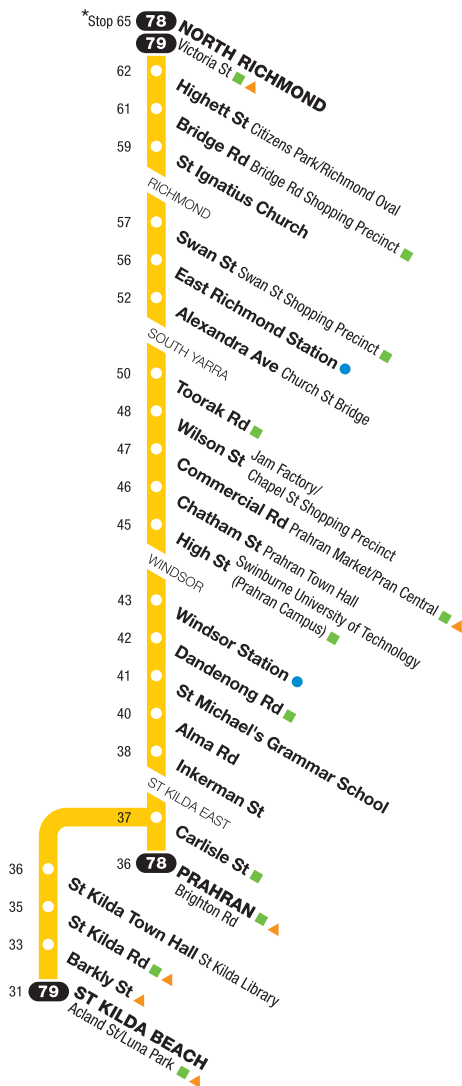 *Stop 65 78 NORTH RICHMOND
79 Victoria St
62 Highett St Citizens Park/Richmond Oval
61 Bridge Rd Bridge Rd Shopping Precinct
59 St Ignatius Church
RICHMOND
57 Swan St Swan St Shopping Precinct
56 East Richmond Station
52 Alexandra Ave Church St Bridge
SOUTH YARRA
50 Toorak Rd
48 Wilson St Jam Factory/
Chapel St Shopping Precinct
47 Commercial Rd Prahran Market/Pran Central
46 Chatham St Prahran Town Hall
45 High St Swinburne University of Technology
(Prahran Campus)
WINDSOR
43 Windsor Station
42 Dandenong Rd
41 St Michael's Grammar School
40 Alma Rd
38 Inkerman St
ST KILDA EAST
37 Carlisle St
36 78 PRAHRAN
Brighton Rd
36 St Kilda Town Hall St Kilda Library
35 St Kilda Rd
33 Barkly St
31 79 ST KILDA BEACH
Acland St/Luna Park